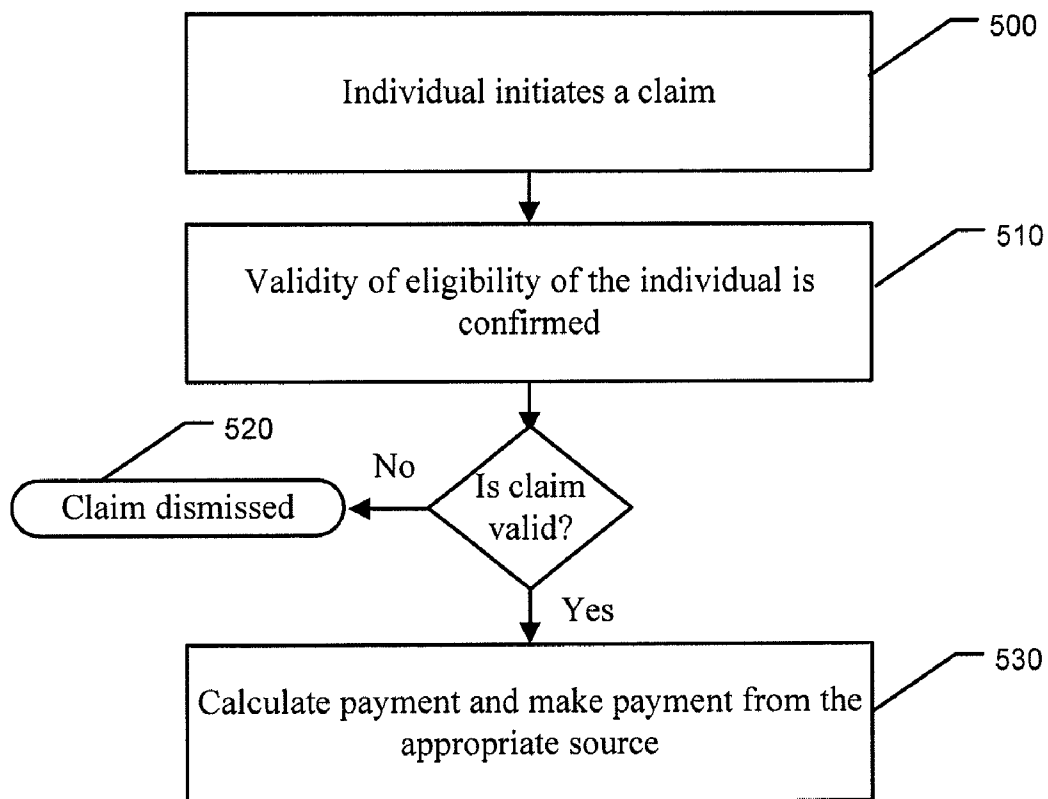 500
Individual initiates a claim
510
Validity of eligibility of the individual is
confirmed
520
No
Claim dismissed
Is claim
valid?
Yes
530
Calculate payment and make payment from the
appropriate source